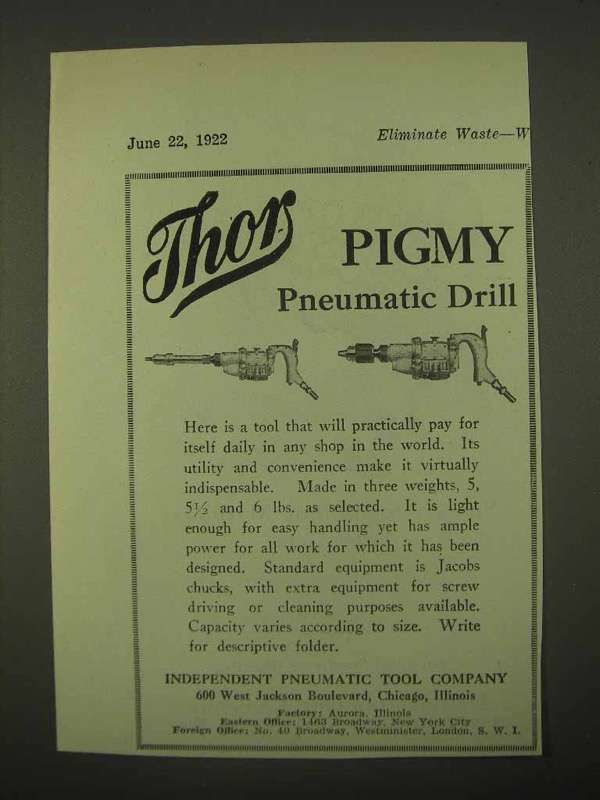 June 22, 1922
Eliminate Waste—W
Thor
PIGMY
Pneumatic Drill
Here is a tool that will practically pay for
itself daily in any shop in the world. Its
utility and convenience make it virtually
indispensable. Made in three weights, 5,
5½ and 6 lbs. as selected. It is light
enough for easy handling yet has ample
power for all work for which it has been
designed. Standard equipment is Jacobs
chucks, with extra equipment for screw
driving or cleaning purposes available.
Capacity varies according to size. Write
for descriptive folder.
INDEPENDENT PNEUMATIC TOOL COMPANY
600 West Jackson Boulevard, Chicago, Illinois
Factory: Aurora, Illinois
Eastern Office: 1463 Broadway, New York City
Foreign Office: No. 40 Broadway, Westminister, London, S. W. I.